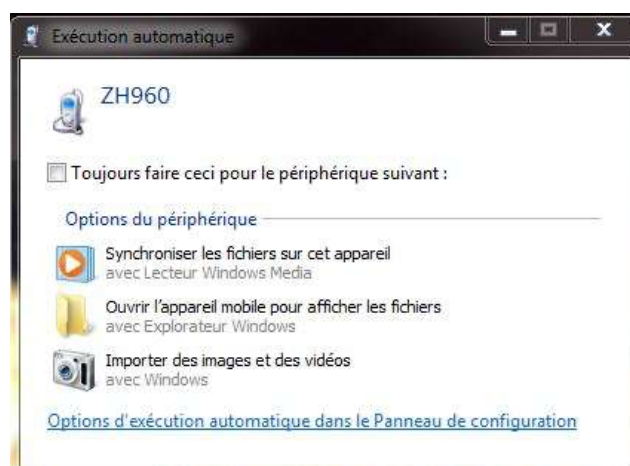 Exécution automatique
ZH960
Toujours faire ceci pour le périphérique suivant :
Options du périphérique
Synchroniser les fichiers sur cet appareil
avec Lecteur Windows Media
Ouvrir l'appareil mobile pour afficher les fichiers
avec Explorateur Windows
Importer des images et des vidéos
avec Windows
Options d'exécution automatique dans le Panneau de configuration